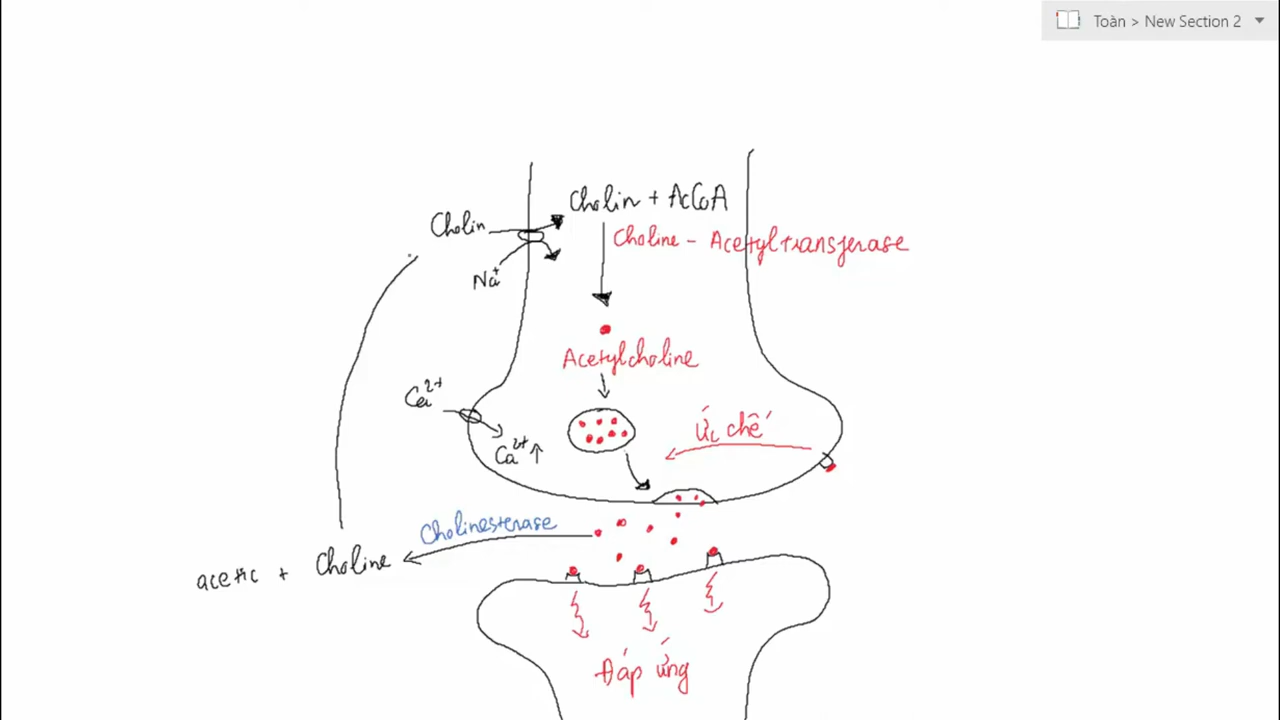 Toàn > New Section 2
Cholin + AcCoA
Cholin
Choline - Acetyltransferase
Na+
Acetylcholine
Ca2+
Ức chế
Ca2+ ↑
Cholinesterase
acetic + Choline
Đáp ứng